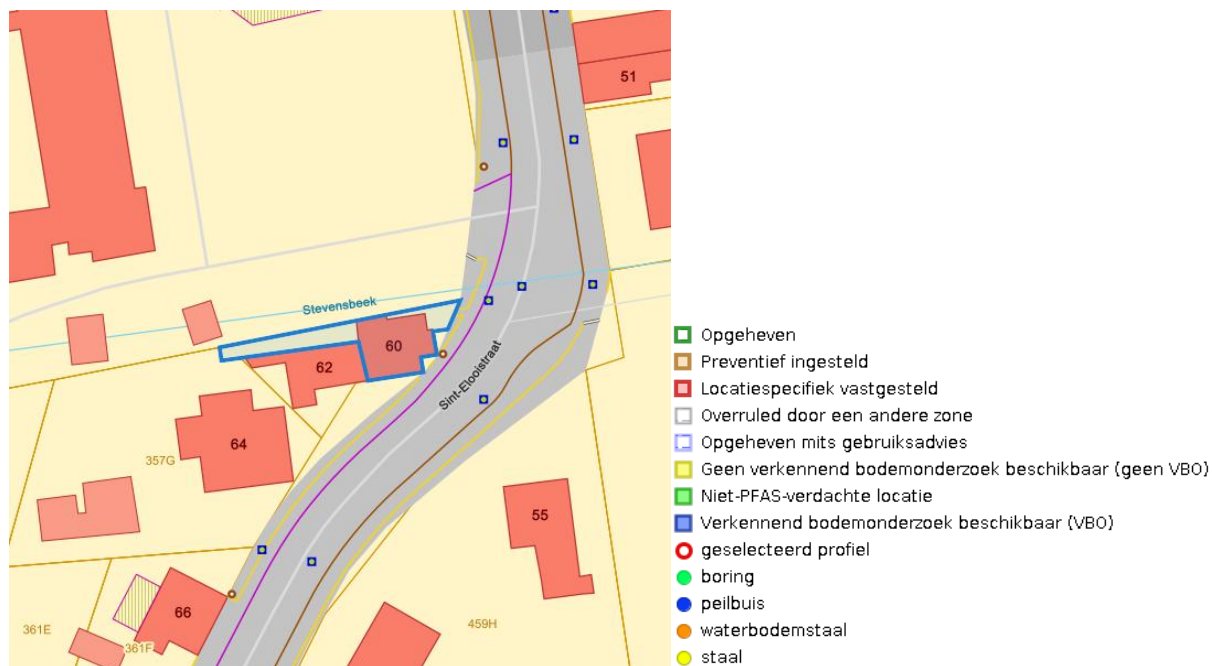 51
Stevensbeek
60
62
Sint-Elooistraat
64
357G
55
66
361E
361F
459H
Opgeheven
Preventief ingesteld
Locatiespecifiek vastgesteld
Overruled door een andere zone
Opgeheven mits gebruiksadvies
Geen verkennend bodemonderzoek beschikbaar (geen VBO)
Niet-PFAS-verdachte locatie
Verkennend bodemonderzoek beschikbaar (VBO)
geselecteerd profiel
boring
peilbuis
waterbodemstaal
staal